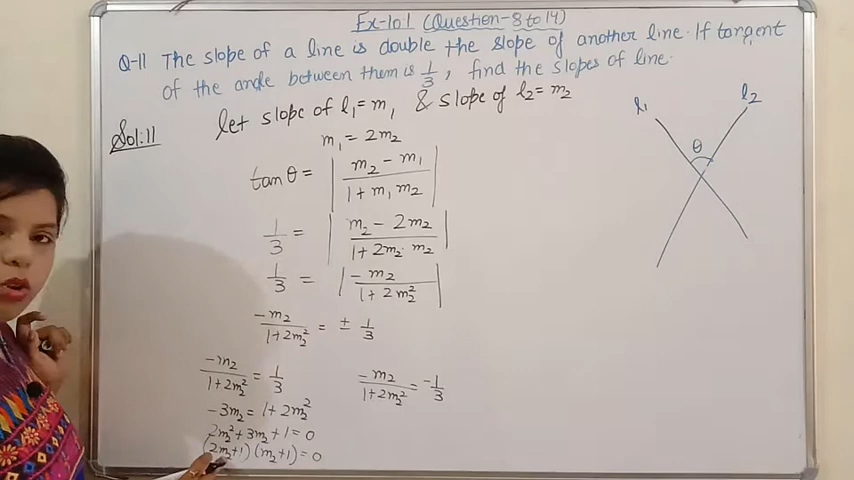 Ex-10.1 (Question-8 to 14)
Q-11 The slope of a line is double the slope of another line. If tangent
of the angle between them is 1/3, find the slopes of line.
Sol:11 let slope of l₁ = m₁ & slope of l₂ = m₂
m₁ = 2m₂
tan θ = | (m₂ - m₁) / (1 + m₁ m₂) |
1/3 = | (m₂ - 2m₂) / (1 + 2m₂. m₂) |
1/3 = | -m₂ / (1 + 2m₂²) |
-m₂ / (1+2m₂²) = ± 1/3
-m₂ / (1+2m₂²) = 1/3 -m₂ / (1+2m₂²) = -1/3
-3m₂ = 1+2m₂²
2m₂² + 3m₂ + 1 = 0
(2m₂+1) (m₂+1) = 0
l₁ l₂
θ